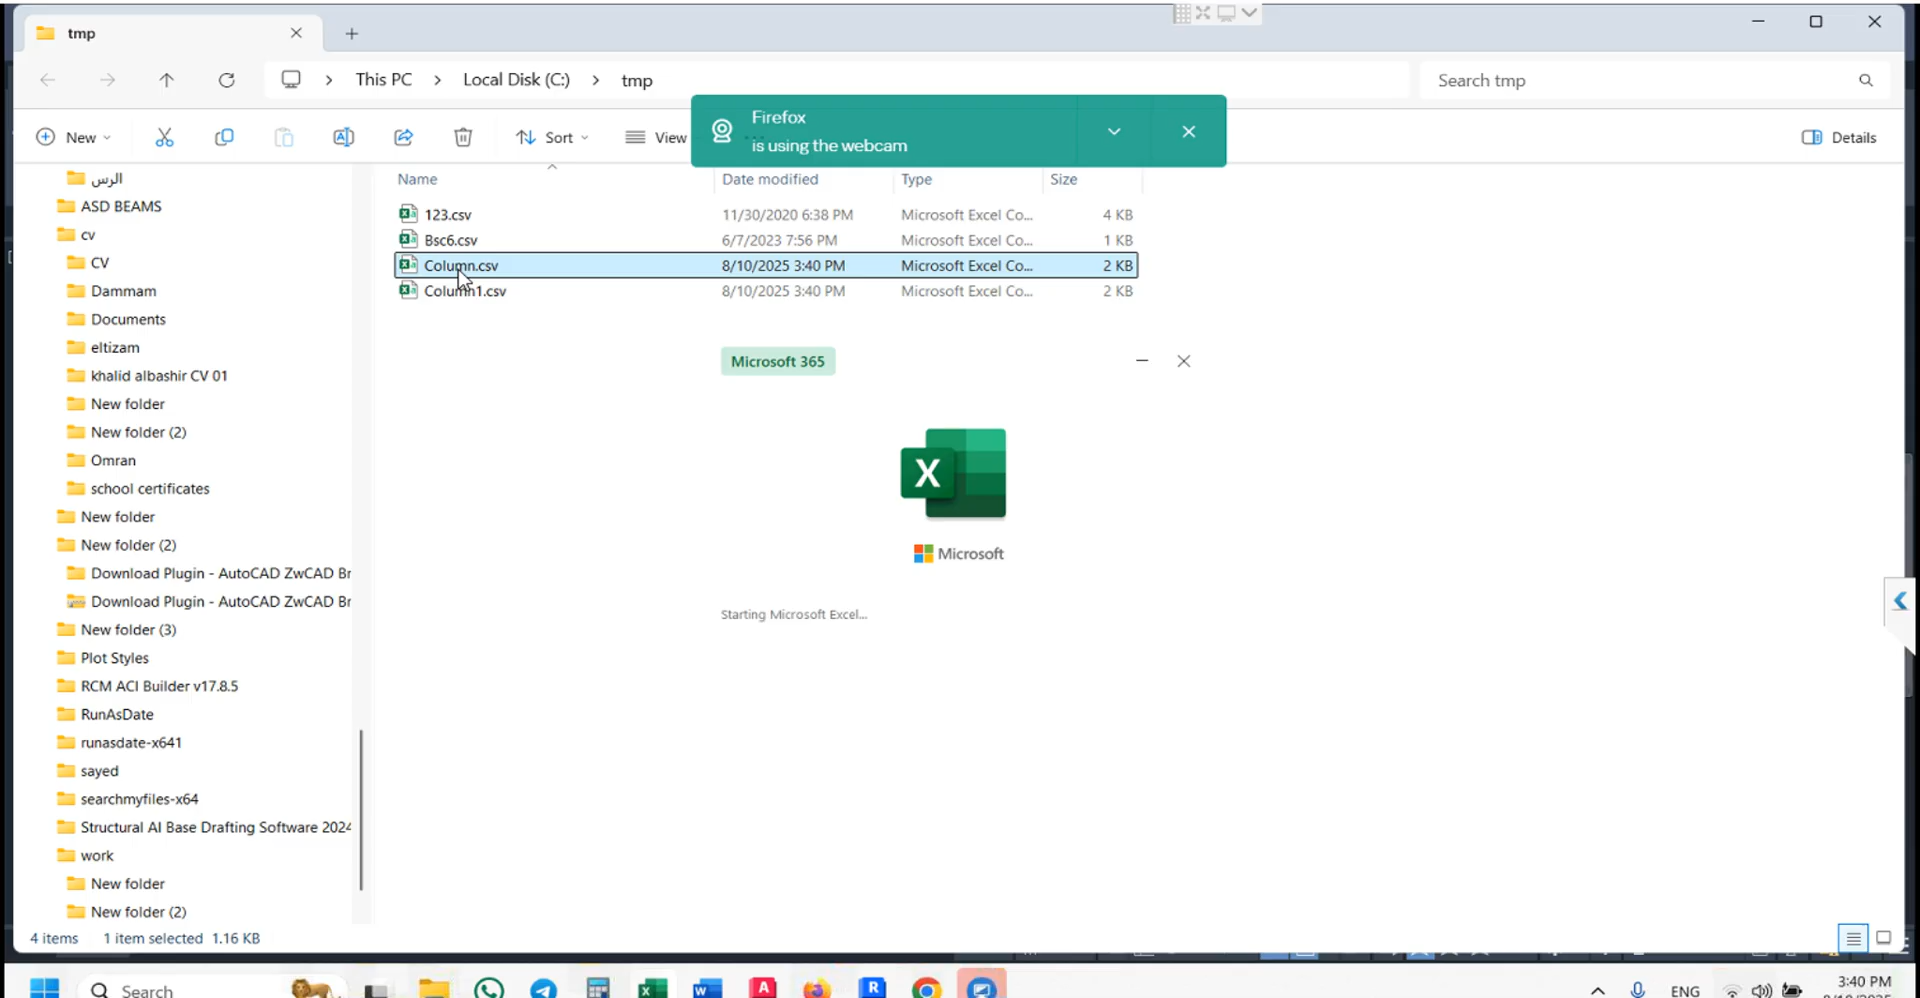 tmp
This PC
Local Disk (C:)
tmp
Search tmp
Firefox
is using the webcam
New
Sort
View
Details
Name
Date modified
Type
Size
123.csv 11/30/2020 6:38 PM Microsoft Excel Co... 4 KB
Bsc6.csv 6/7/2023 7:56 PM Microsoft Excel Co... 1 KB
Column.csv 8/10/2025 3:40 PM Microsoft Excel Co... 2 KB
Column1.csv 8/10/2025 3:40 PM Microsoft Excel Co... 2 KB
الرس
ASD BEAMS
cv
CV
Dammam
Documents
eltizam
khalid albashir CV 01
New folder
New folder (2)
Omran
school certificates
New folder
New folder (2)
Download Plugin - AutoCAD ZwCAD Br
Download Plugin - AutoCAD ZwCAD Br
New folder (3)
Plot Styles
RCM ACI Builder v17.8.5
RunAsDate
runasdate-x641
sayed
searchmyfiles-x64
Structural AI Base Drafting Software 2024
work
New folder
New folder (2)
Microsoft 365
X
Microsoft
Starting Microsoft Excel...
4 items
1 item selected 1.16 KB
Search
ENG
3:40 PM